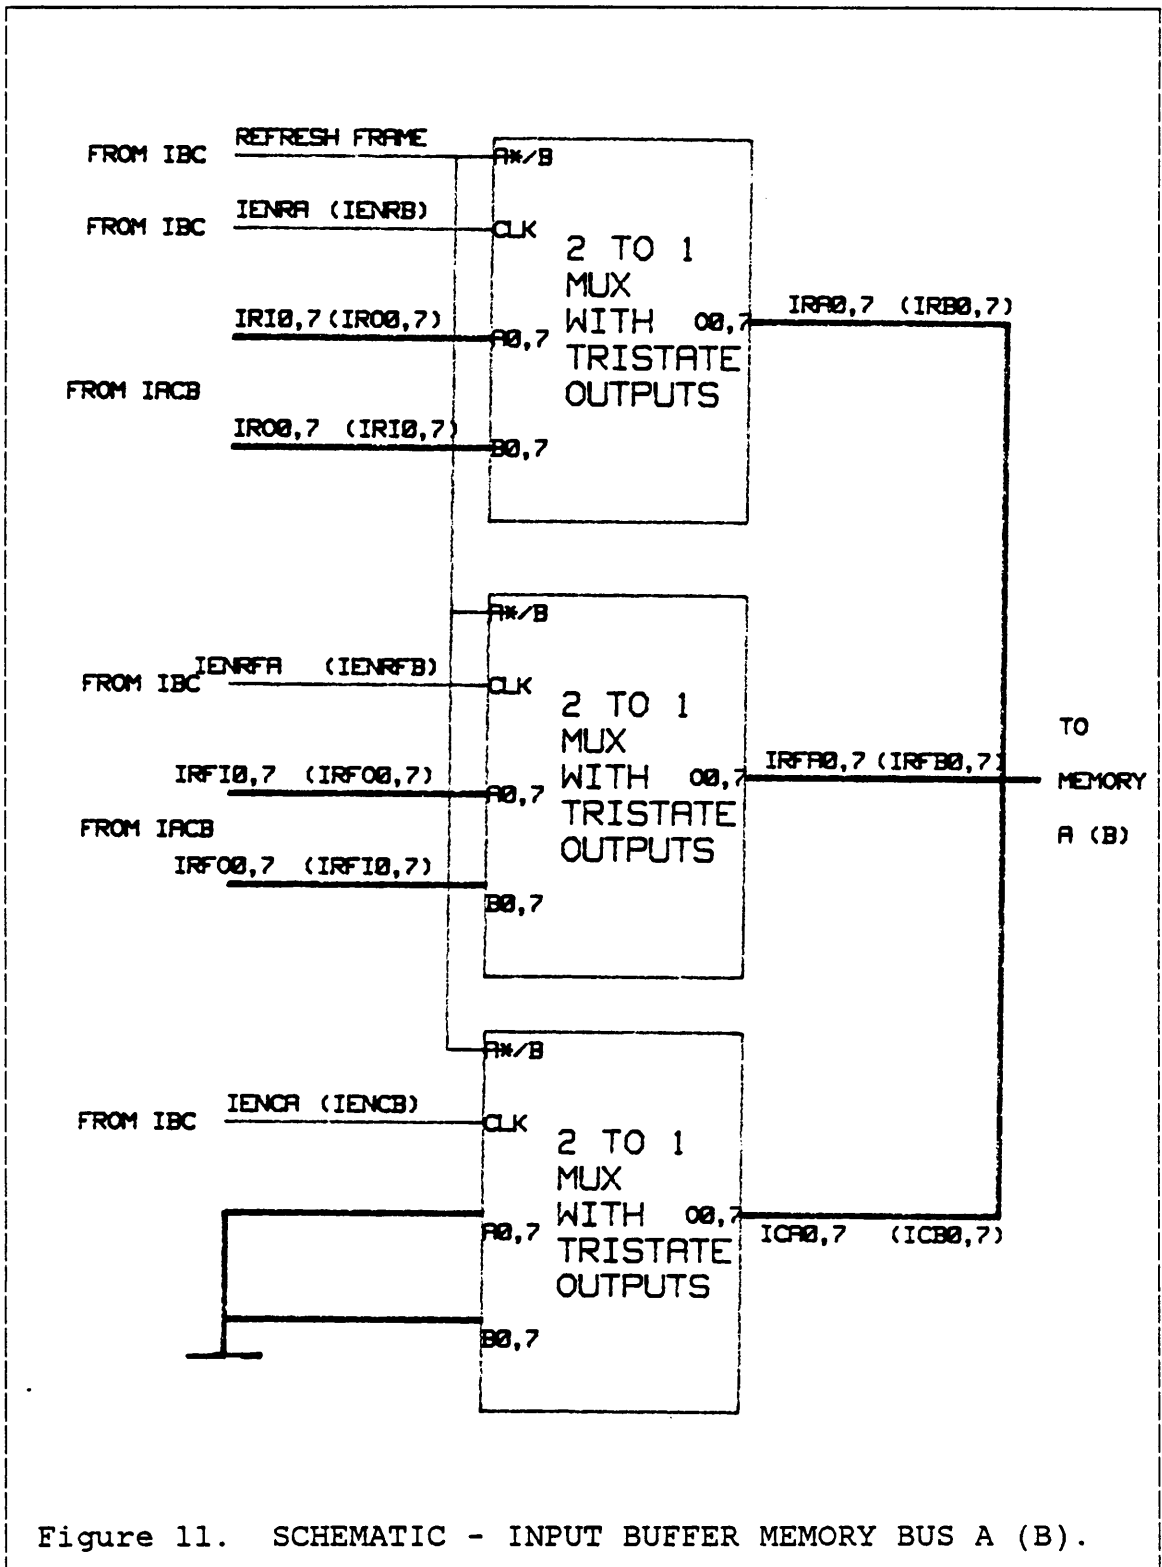 REFRESH FRAME
FROM IBC
A*/B
IENRA (IENRB)
FROM IBC
CLK
2 TO 1
MUX
WITH O0,7
TRISTATE
OUTPUTS
IRA0,7 (IRB0,7)
IRI0,7 (IRO0,7)
A0,7
FROM IACB
IRO0,7 (IRI0,7)
B0,7
A*/B
IENRFA (IENRFB)
FROM IBC
CLK
2 TO 1
MUX
WITH O0,7
TRISTATE
OUTPUTS
IRFA0,7 (IRFB0,7)
TO
MEMORY
A (B)
IRFI0,7 (IRFO0,7)
A0,7
FROM IACB
IRFO0,7 (IRFI0,7)
B0,7
A*/B
IENCA (IENCB)
FROM IBC
CLK
2 TO 1
MUX
WITH O0,7
TRISTATE
OUTPUTS
ICA0,7 (ICB0,7)
A0,7
B0,7
Figure 11. SCHEMATIC - INPUT BUFFER MEMORY BUS A (B).